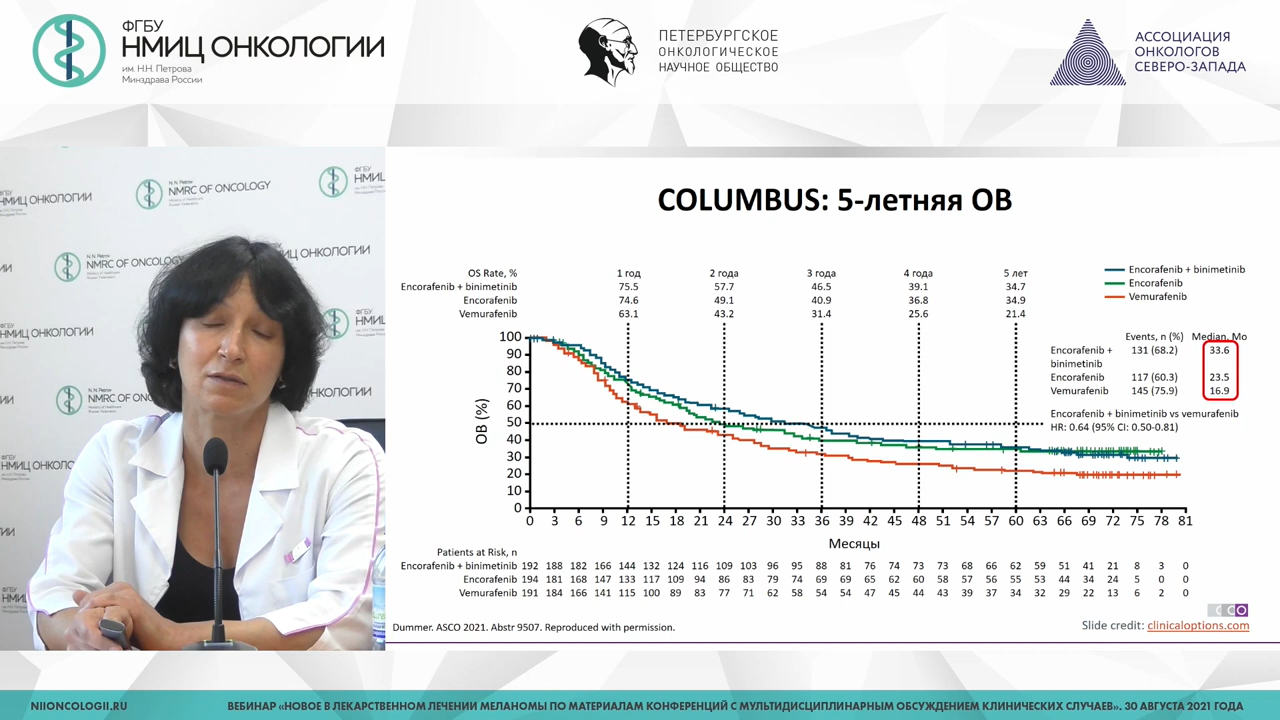 ФГБУ
НМИЦ ОНКОЛОГИИ
им. Н.Н. Петрова
Минздрава России
ПЕТЕРБУРГСКОЕ
ОНКОЛОГИЧЕСКОЕ
НАУЧНОЕ ОБЩЕСТВО
АССОЦИАЦИЯ
ОНКОЛОГОВ
СЕВЕРО-ЗАПАДА
N.N. Petrov
NMRC OF ONCOLOGY
COLUMBUS: 5-летняя ОВ
OS Rate, % 1 год 2 года 3 года 4 года 5 лет
Encorafenib + binimetinib 75.5 57.7 46.5 39.1 34.7
Encorafenib 74.6 49.1 40.9 36.8 34.9
Vemurafenib 63.1 43.2 31.4 25.6 21.4
Encorafenib + binimetinib
Encorafenib
Vemurafenib
Events, n (%) Median, Mo
Encorafenib + 131 (68.2) 33.6
binimetinib
Encorafenib 117 (60.3) 23.5
Vemurafenib 145 (75.9) 16.9
Encorafenib + binimetinib vs vemurafenib
HR: 0.64 (95% CI: 0.50-0.81)
ОВ (%)
100
90
80
70
60
50
40
30
20
10
0
0 3 6 9 12 15 18 21 24 27 30 33 36 39 42 45 48 51 54 57 60 63 66 69 72 75 78 81
Месяцы
Patients at Risk, n
Encorafenib + binimetinib 192 188 182 166 144 132 124 116 109 103 96 95 88 81 76 74 73 73 68 66 62 59 51 41 21 8 3 0
Encorafenib 194 181 168 147 133 117 109 94 86 83 79 74 69 69 65 62 60 58 57 56 55 53 44 34 24 5 0 0
Vemurafenib 191 184 166 141 115 100 89 83 77 71 62 58 54 54 47 45 44 43 39 37 34 32 29 22 13 6 2 0
Dummer. ASCO 2021. Abstr 9507. Reproduced with permission.
CCO
Slide credit: clinicaloptions.com
NIIONCOLOGII.RU
ВЕБИНАР «НОВОЕ В ЛЕКАРСТВЕННОМ ЛЕЧЕНИИ МЕЛАНОМЫ ПО МАТЕРИАЛАМ КОНФЕРЕНЦИЙ С МУЛЬТИДИСЦИПЛИНАРНЫМ ОБСУЖДЕНИЕМ КЛИНИЧЕСКИХ СЛУЧАЕВ». 30 АВГУСТА 2021 ГОДА